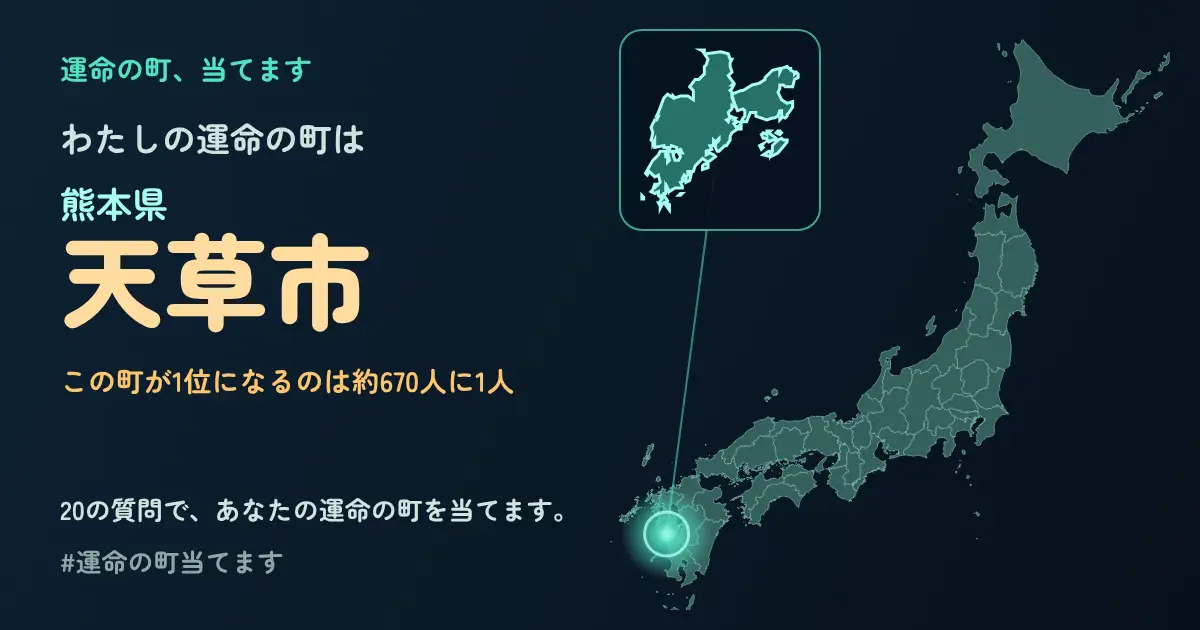 運命の町、当てます
わたしの運命の町は
熊本県
天草市
この町が1位になるのは約670人に1人
20の質問で、あなたの運命の町を当てます。
#運命の町当てます